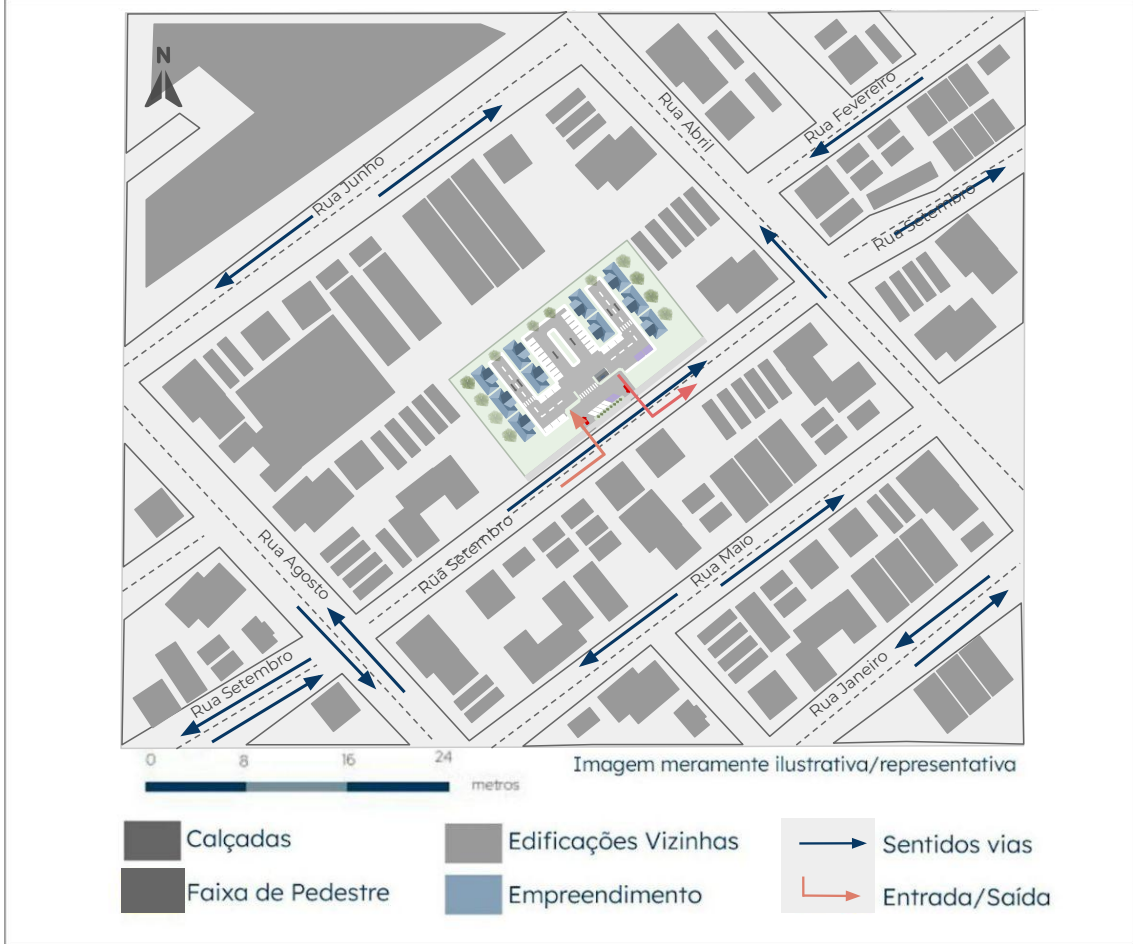 N
Rua Junho
Rua Abril
Rua Fevereiro
Rua Setembro
Rua Setembro
Rua Agosto
Rua Maio
Rua Setembro
Rua Janeiro
0 8 16 24
metros
Imagem meramente ilustrativa/representativa
Calçadas
Edificações Vizinhas
Sentidos vias
Faixa de Pedestre
Empreendimento
Entrada/Saída